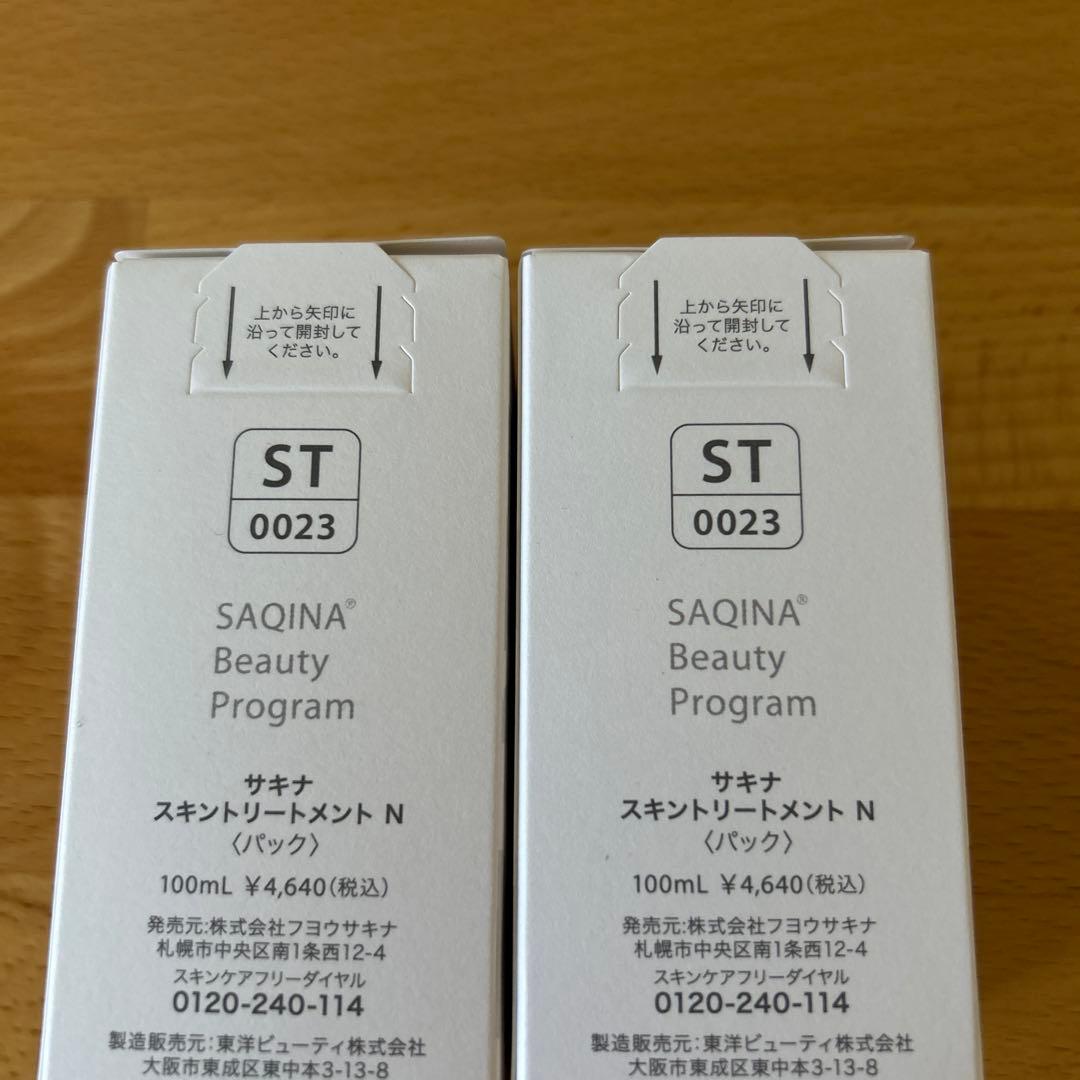 上から矢印に
沿って開封して
ください。
ST
0023
SAQINA®
Beauty
Program
サキナ
スキントリートメント N
〈パック〉
100mL ¥4,640(税込)
発売元:株式会社フヨウサキナ
札幌市中央区南1条西12-4
スキンケアフリーダイヤル
0120-240-114
製造販売元:東洋ビューティ株式会社
大阪市東成区東中本3-13-8
上から矢印に
沿って開封して
ください。
ST
0023
SAQINA®
Beauty
Program
サキナ
スキントリートメント N
〈パック〉
100mL ¥4,640(税込)
発売元:株式会社フヨウサキナ
札幌市中央区南1条西12-4
スキンケアフリーダイヤル
0120-240-114
製造販売元:東洋ビューティ株式会社
大阪市東成区東中本3-13-8